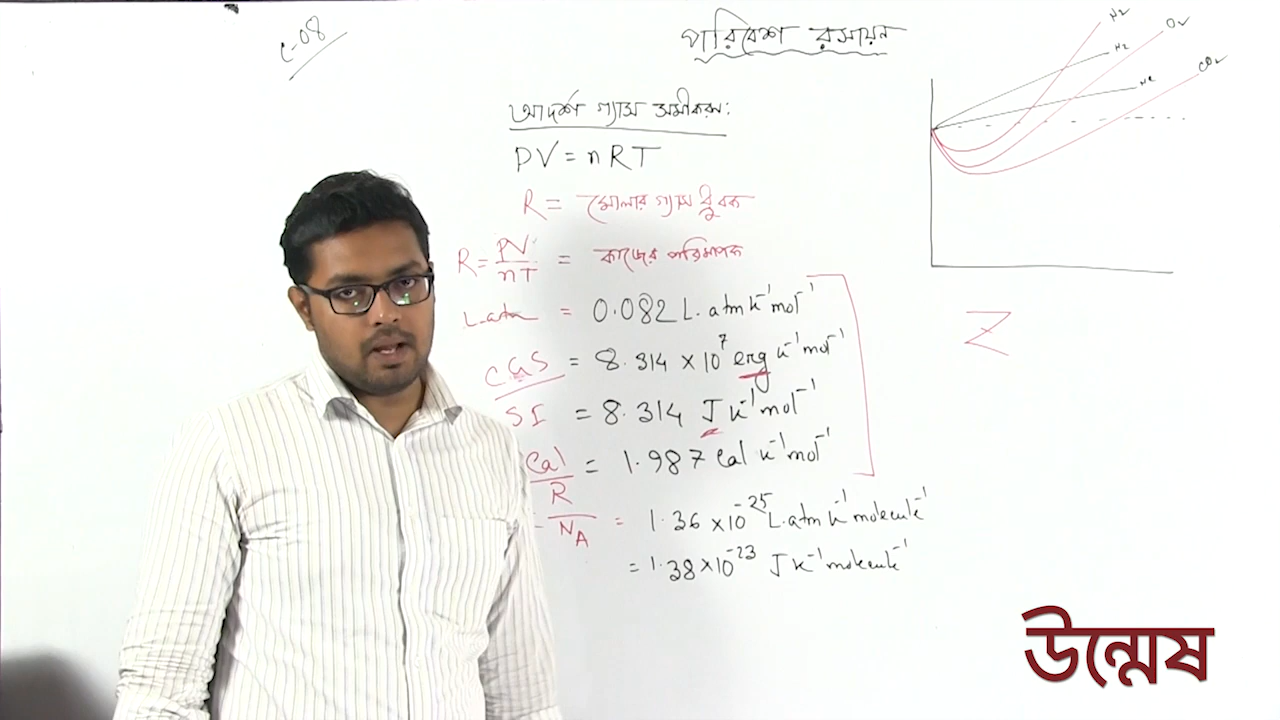 C-08
পরিবেশ রসায়ন
আদর্শ গ্যাস সমীকরণ:
PV = nRT
R = মোলার গ্যাস ধ্রুবক
R = PV/nT = কাজের পরিমাপক
L.atm = 0.082 L.atm K⁻¹mol⁻¹
CGS = 8.314 × 10⁷ erg K⁻¹mol⁻¹
SI = 8.314 J K⁻¹mol⁻¹
Cal = 1.987 Cal K⁻¹mol⁻¹
R/N_A = 1.36 × 10⁻²⁵ L.atm K⁻¹ molecule⁻¹
= 1.38 × 10⁻²³ J K⁻¹ molecule⁻¹
N₂
O₂
H₂
CO₂
He
Z
উন্মেষ